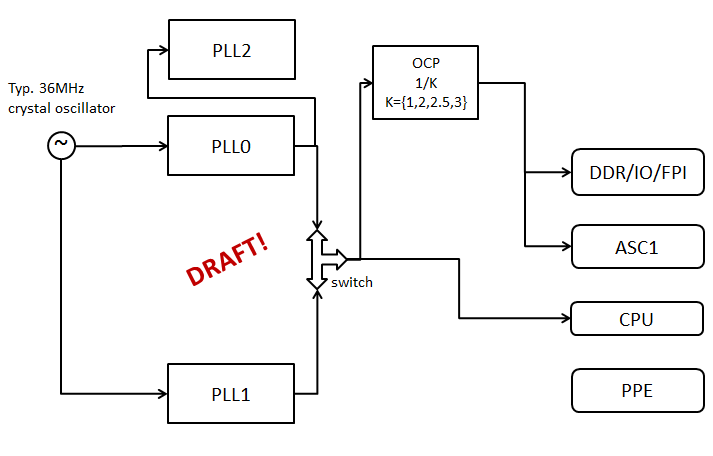 PLL2
Typ. 36MHz
crystal oscillator
~
PLL0
OCP
1/K
K={1,2,2.5,3}
DDR/IO/FPI
DRAFT!
ASC1
switch
CPU
PLL1
PPE